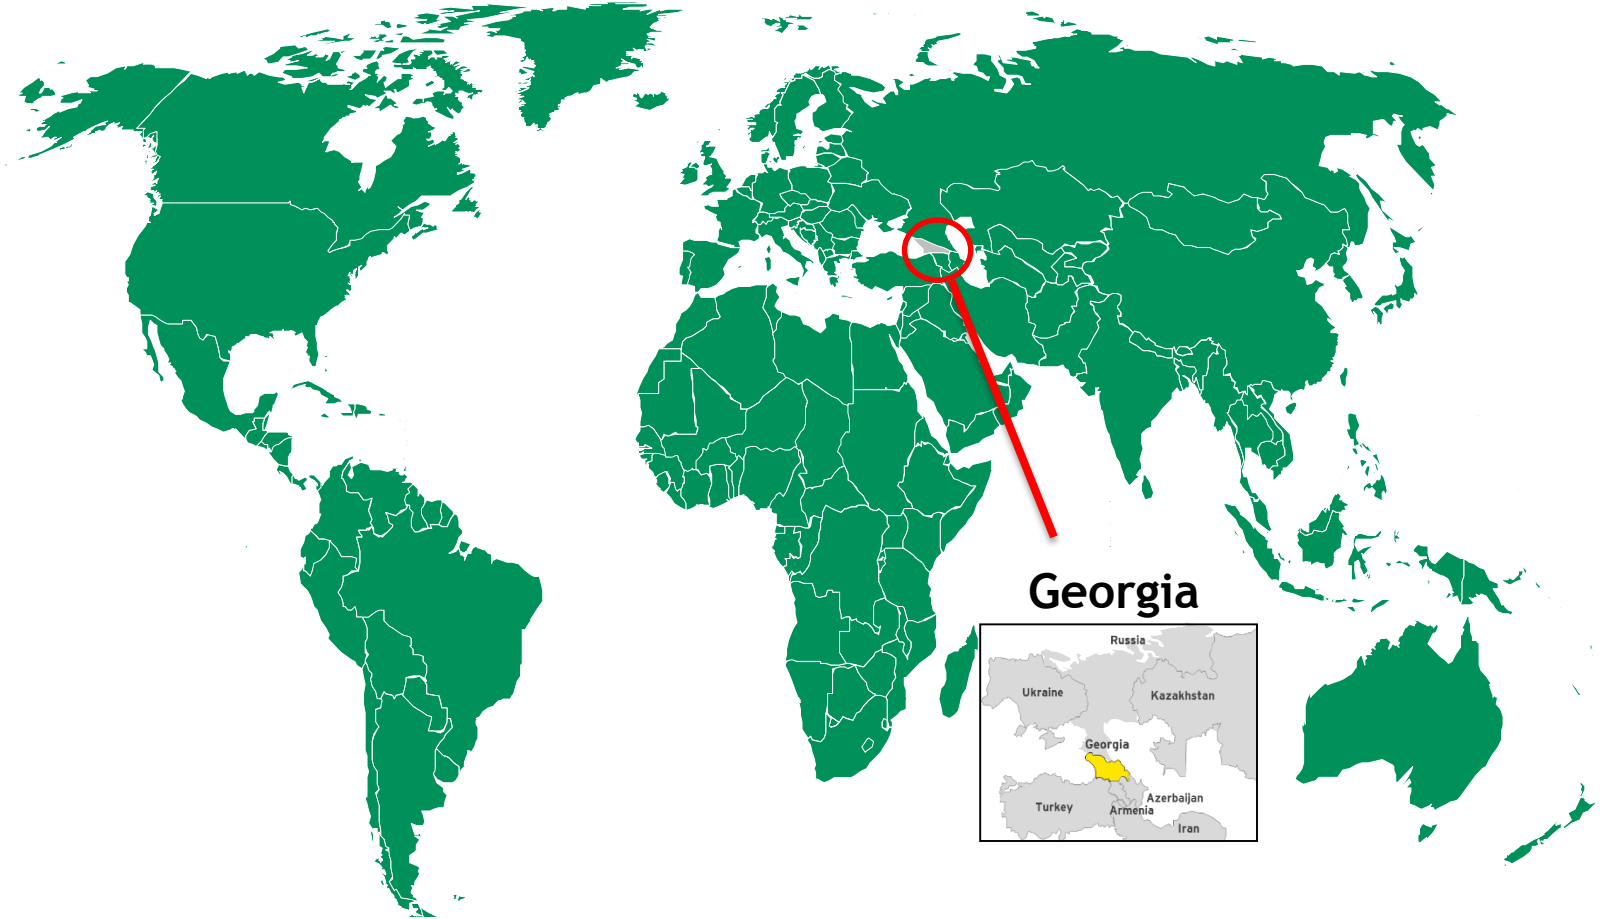 Georgia
Russia
Ukraine
Kazakhstan
Georgia
Azerbaijan
Turkey
Armenia
Iran